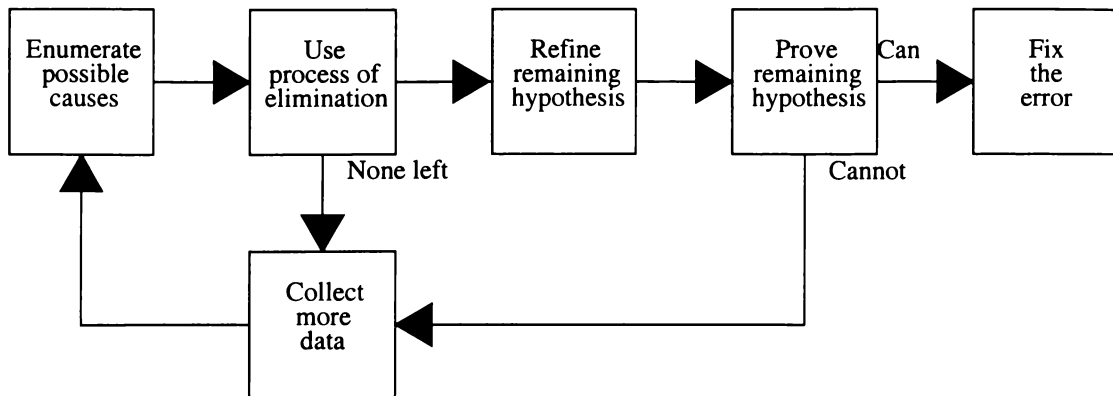 Enumerate
possible
causes
Use
process of
elimination
Refine
remaining
hypothesis
Prove
remaining
hypothesis
Can
Fix
the
error
None left
Cannot
Collect
more
data